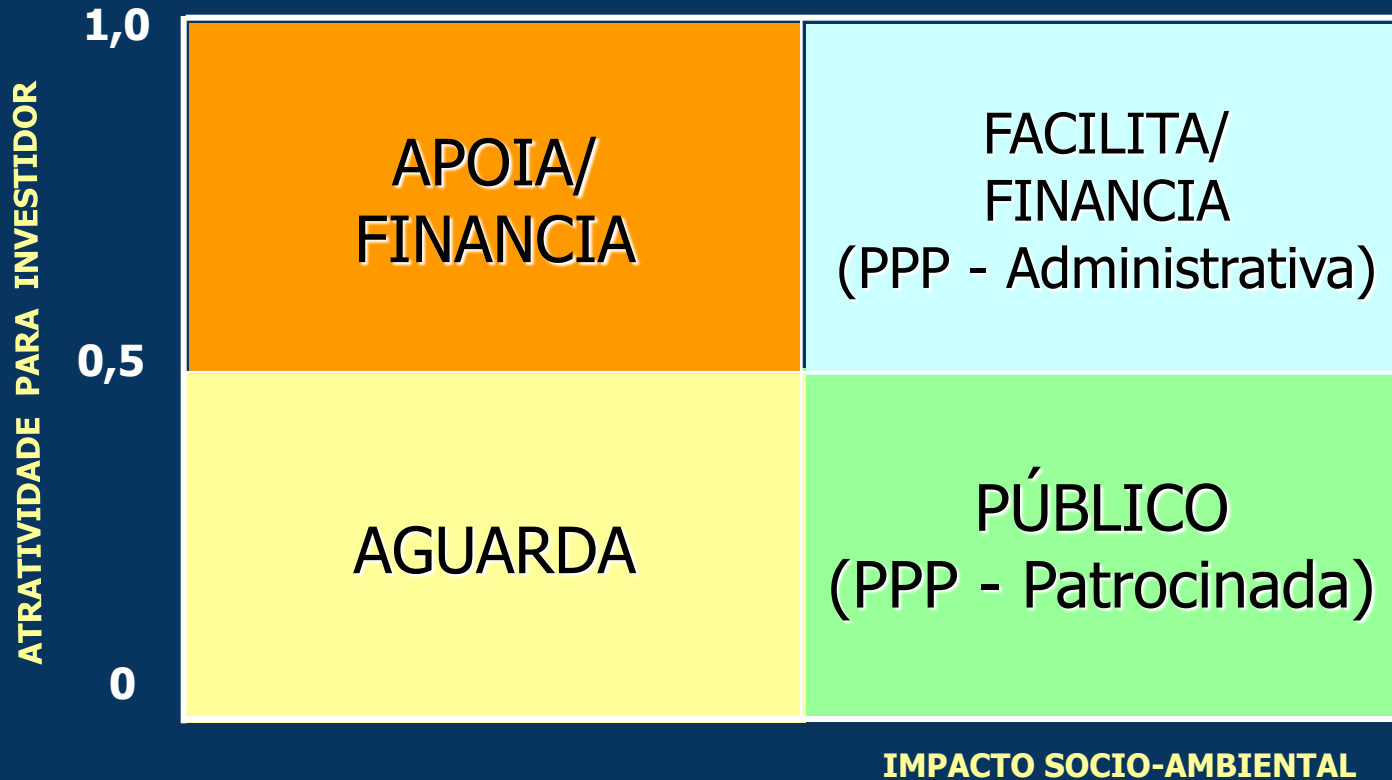 1,0
ATRATIVIDADE PARA INVESTIDOR
APOIA/
FINANCIA
FACILITA/
FINANCIA
(PPP - Administrativa)
0,5
AGUARDA
PÚBLICO
(PPP - Patrocinada)
0
IMPACTO SOCIO-AMBIENTAL